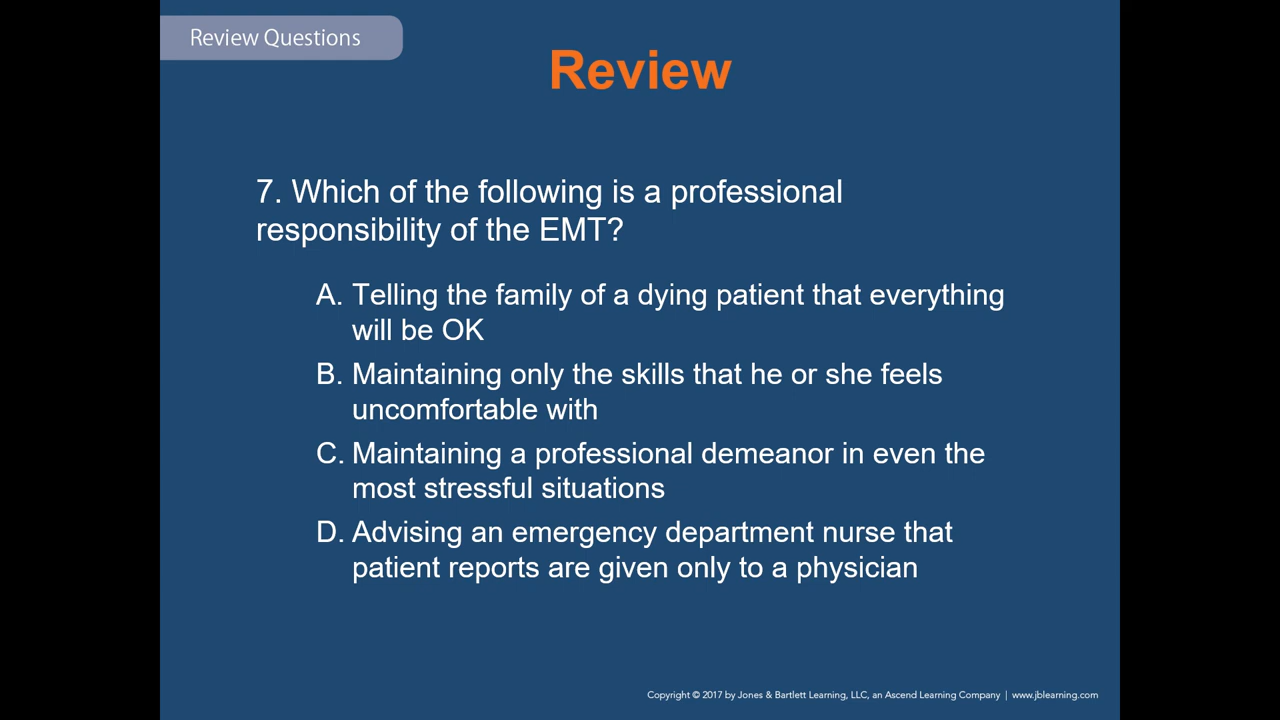 Review Questions
Review
7. Which of the following is a professional
responsibility of the EMT?
A. Telling the family of a dying patient that everything
will be OK
B. Maintaining only the skills that he or she feels
uncomfortable with
C. Maintaining a professional demeanor in even the
most stressful situations
D. Advising an emergency department nurse that
patient reports are given only to a physician
Copyright © 2017 by Jones & Bartlett Learning, LLC, an Ascend Learning Company | www.jblearning.com